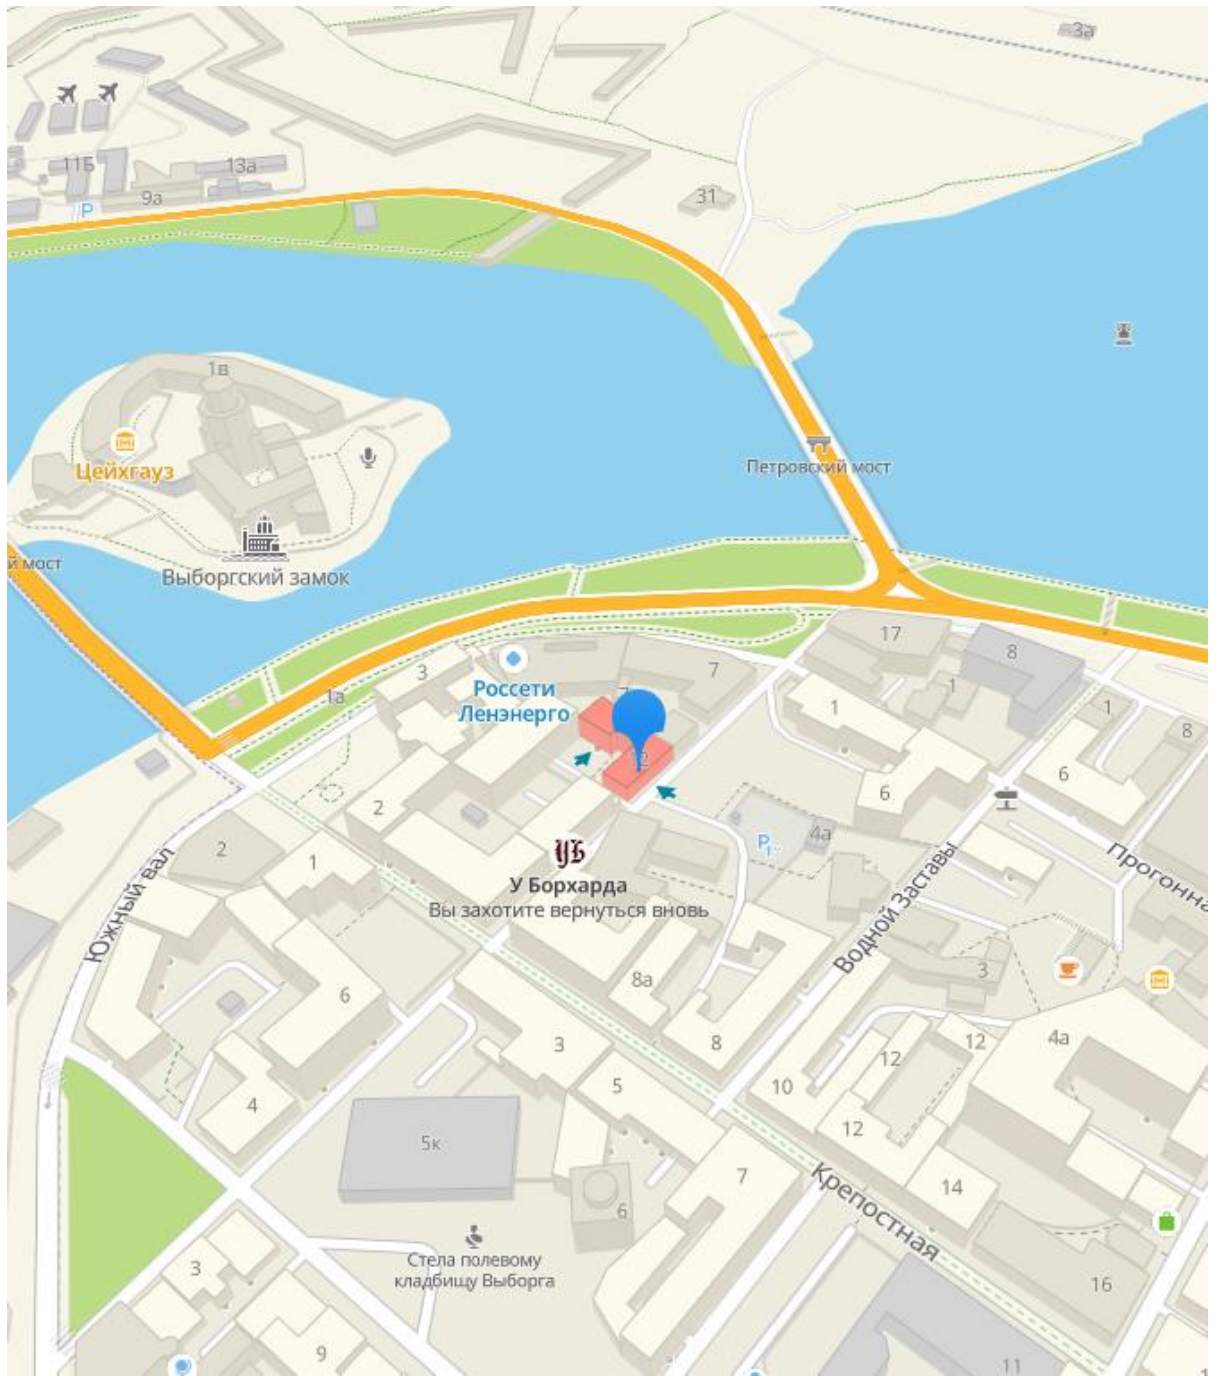 3а
11Б
13а
9а
P
31
1в
Цейхгауз
Петровский мост
й мост
Выборгский замок
17
8
3
7
1
1
1а
Россети
Ленэнерго
1
8
12
6
6
2
4а
P
2
1
УБ
У Борхарда
Вы захотите вернуться вновь
Южный вал
Водной Заставы
Прогонна
3
8а
6
3
8
12
12
4а
5
10
4
12
5к
7
14
6
Крепостная
Стела полевому
кладбищу Выборга
3
16
9
11